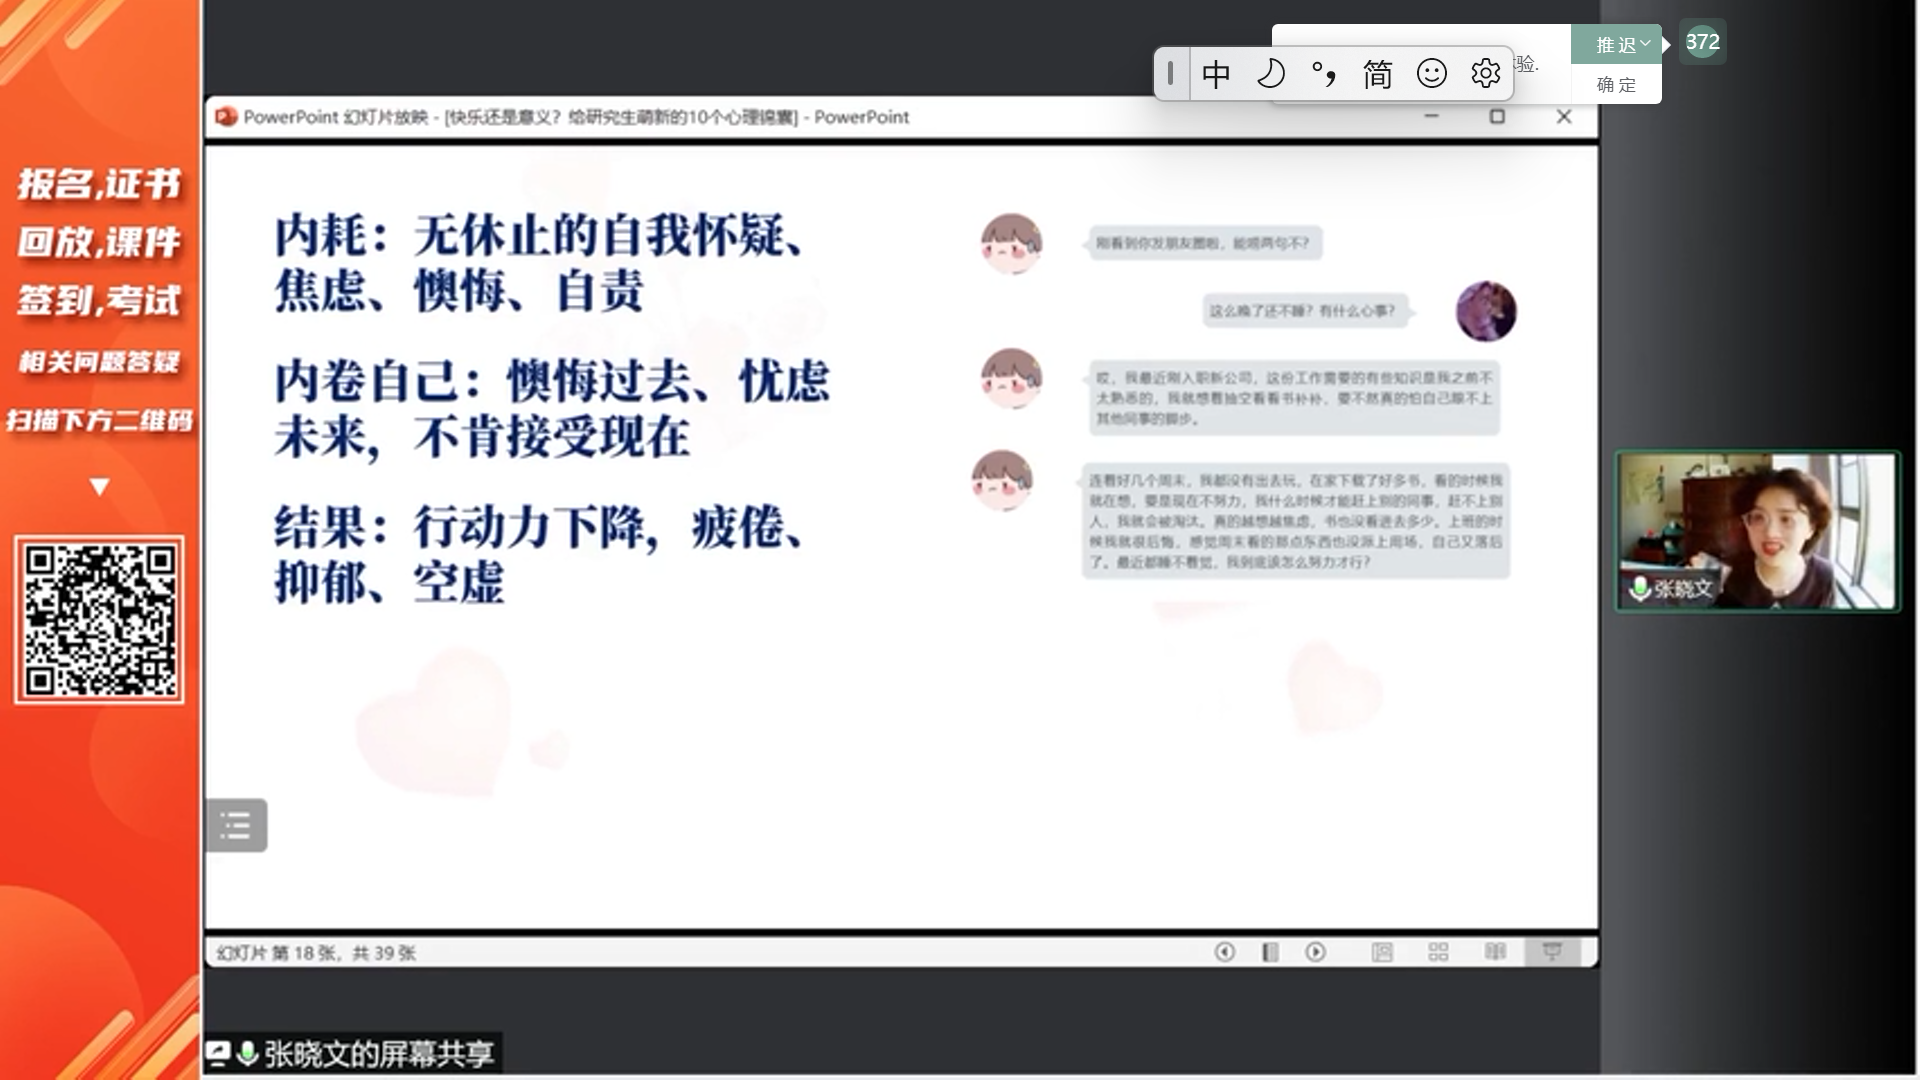 推迟
372
验.
确定
中
简
PowerPoint 幻灯片放映 - [快乐还是意义？给研究生萌新的10个心理锦囊] - PowerPoint
报名,证书
回放,课件
签到,考试
相关问题答疑
扫描下方二维码
内耗：无休止的自我怀疑、
焦虑、懊悔、自责
内卷自己：懊悔过去、忧虑
未来，不肯接受现在
结果：行动力下降，疲倦、
抑郁、空虚
刚看到你发朋友圈啦，能唠两句不？
这么晚了还不睡？有什么心事？
哎，我最近刚入职新公司，这份工作需要的有些知识是我之前不
太熟悉的，我就想着抽空看看书补补，要不然真的怕自己跟不上
其他同事的脚步。
连着好几个周末，我都没有出去玩，在家下载了好多书，看的时候我
就在想，要是现在不努力，我什么时候才能赶上别的同事，赶不上别
人，我就会被淘汰。真的越想越焦虑，书也没看进去多少。上班的时
候我就很后悔，感觉周末看的那点东西也没派上用场，自己又落后
了。最近都睡不着觉，我到底该怎么努力才行？
张晓文
幻灯片 第 18 张，共 39 张
张晓文的屏幕共享